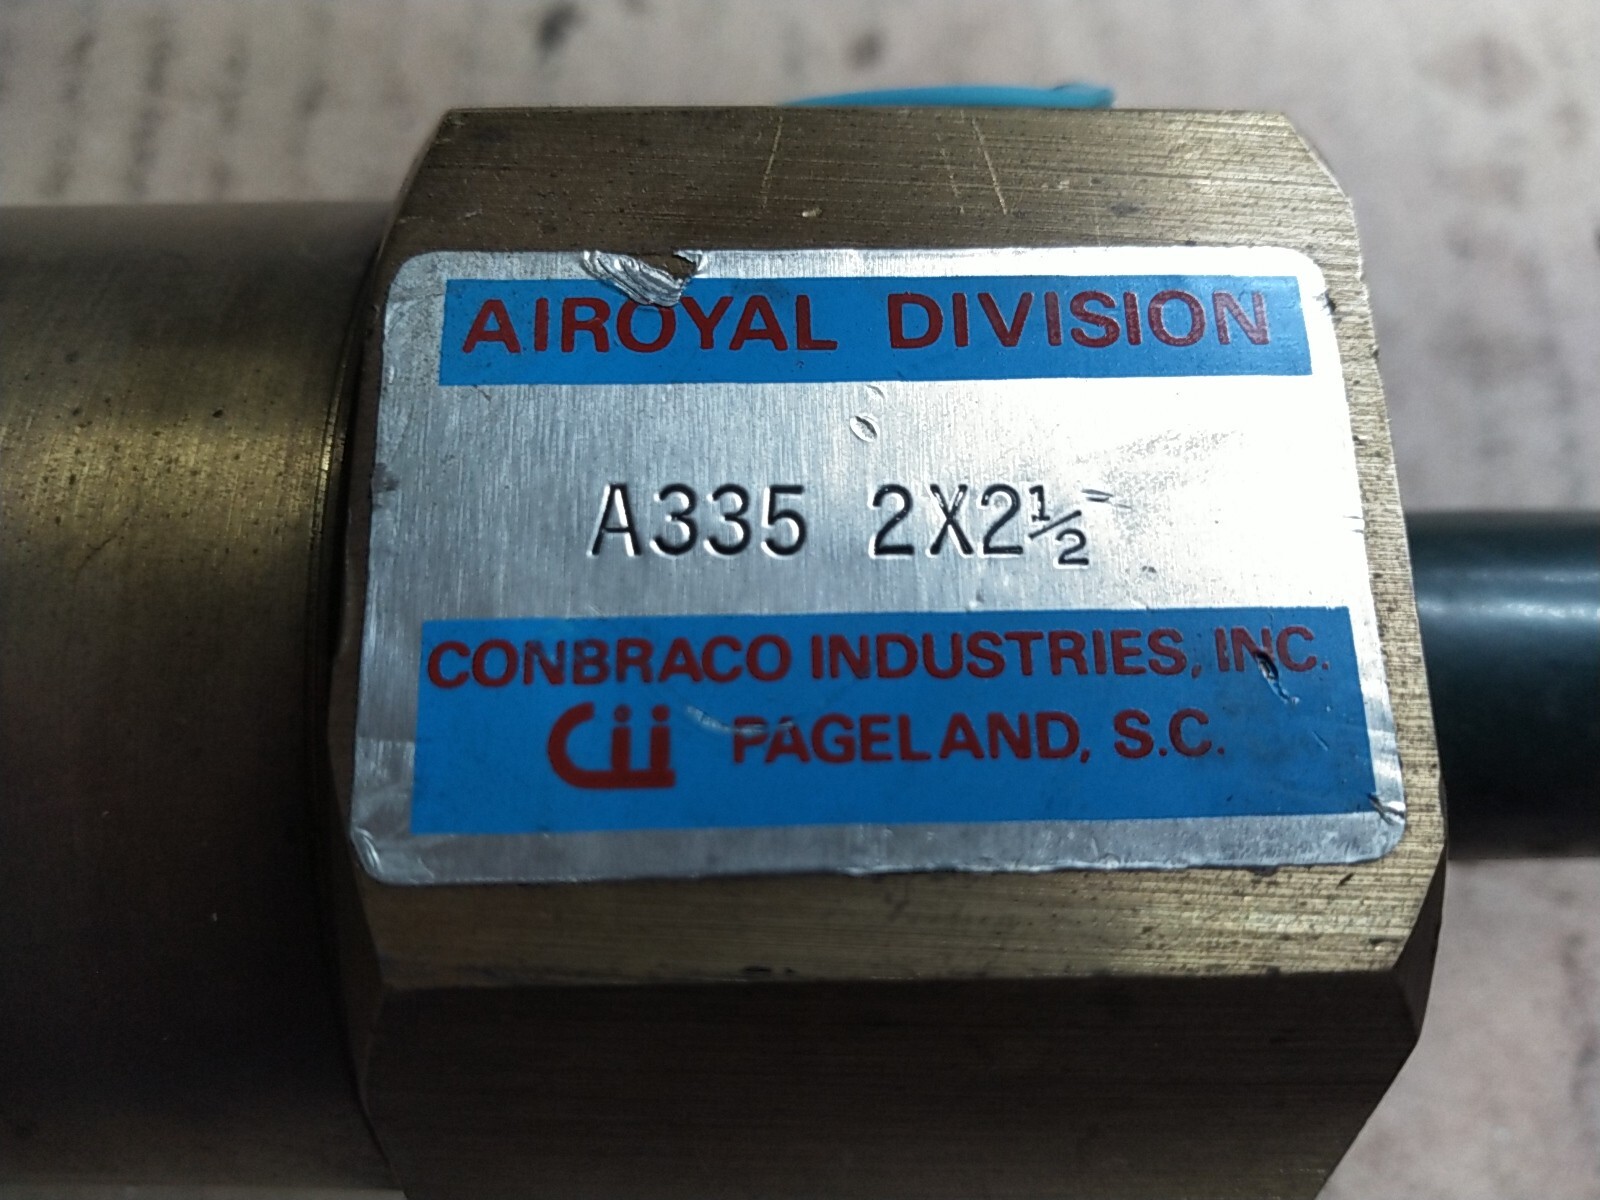 AIROYAL DIVISION
A335 2X2½
CONBRACO INDUSTRIES, INC.
Cii PAGELAND, S.C.